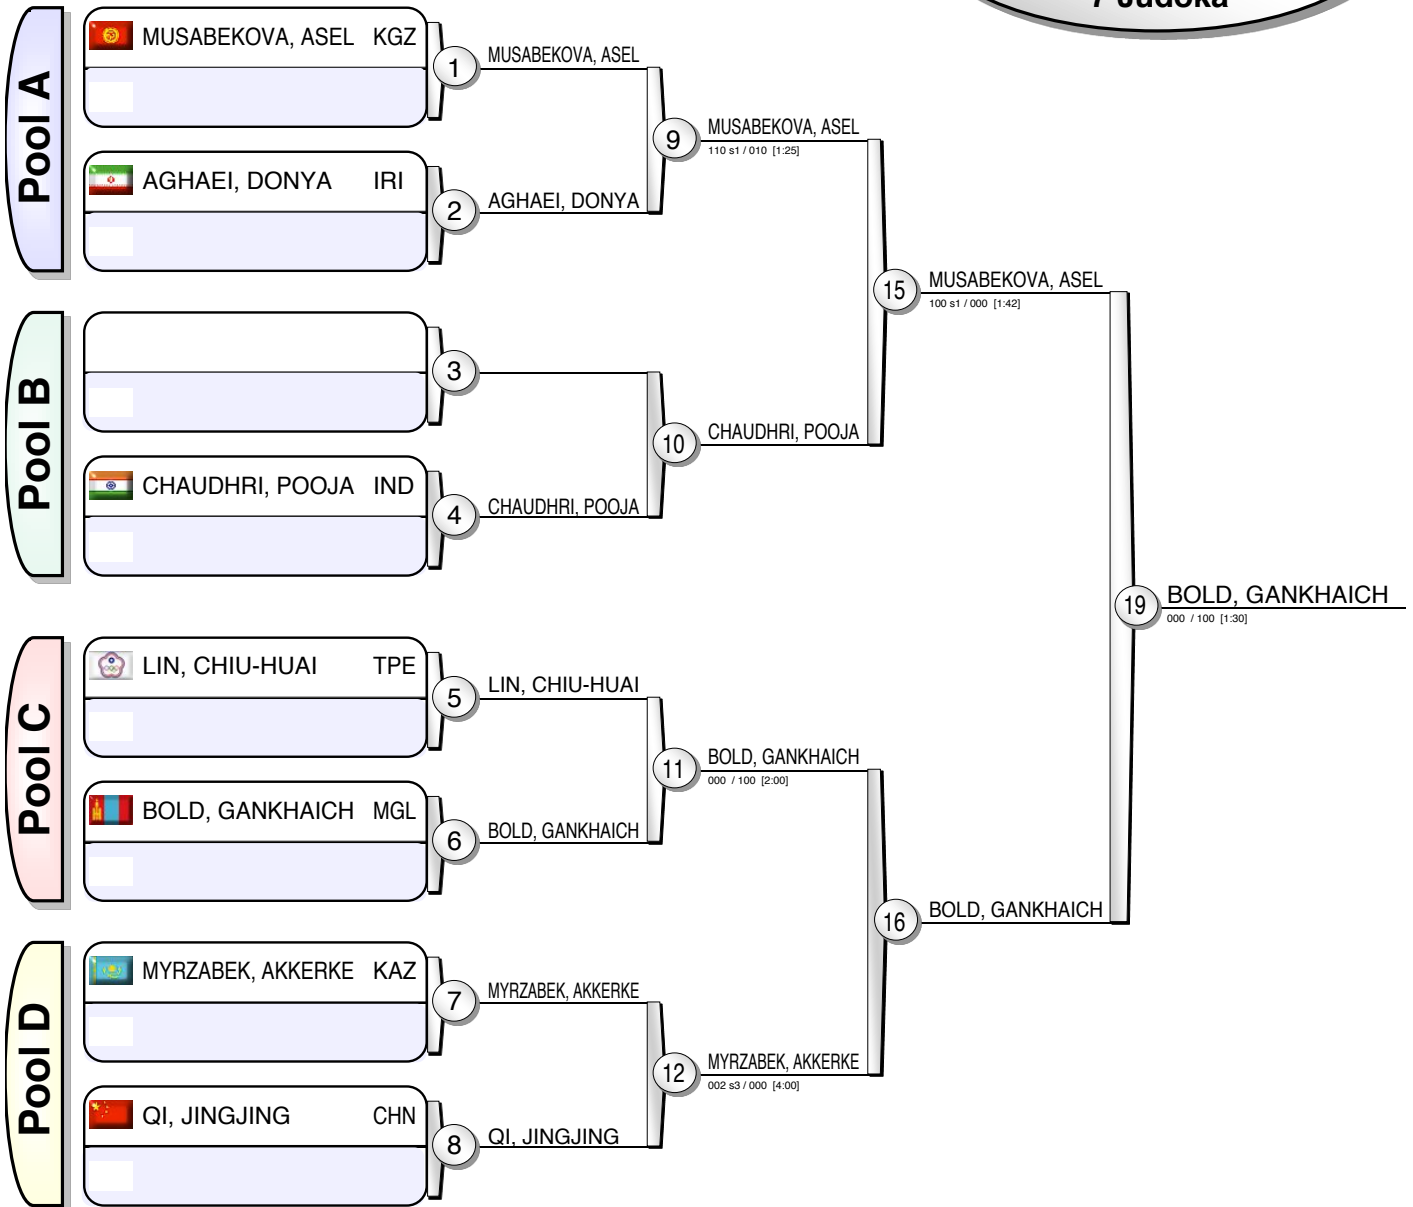 7 Judoka
Pool A
MUSABEKOVA, ASEL KGZ
AGHAEI, DONYA IRI
1
MUSABEKOVA, ASEL
2
AGHAEI, DONYA
9
MUSABEKOVA, ASEL
110 s1 / 010 [1:25]
Pool B
CHAUDHRI, POOJA IND
3
4
CHAUDHRI, POOJA
10
CHAUDHRI, POOJA
15
MUSABEKOVA, ASEL
100 s1 / 000 [1:42]
Pool C
LIN, CHIU-HUAI TPE
BOLD, GANKHAICH MGL
5
LIN, CHIU-HUAI
6
BOLD, GANKHAICH
11
BOLD, GANKHAICH
000 / 100 [2:00]
Pool D
MYRZABEK, AKKERKE KAZ
QI, JINGJING CHN
7
MYRZABEK, AKKERKE
8
QI, JINGJING
12
MYRZABEK, AKKERKE
002 s3 / 000 [4:00]
16
BOLD, GANKHAICH
19
BOLD, GANKHAICH
000 / 100 [1:30]